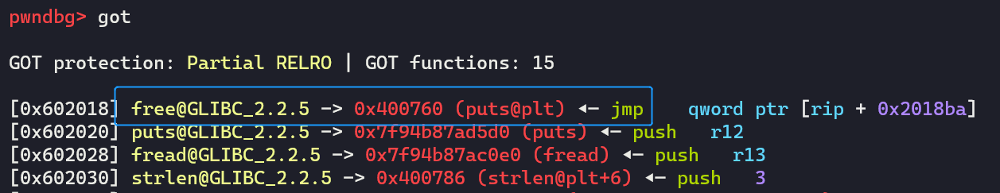 pwndbg> got
GOT protection: Partial RELRO | GOT functions: 15
[0x602018] free@GLIBC_2.2.5 -> 0x400760 (puts@plt) ◂— jmp    qword ptr [rip + 0x2018ba]
[0x602020] puts@GLIBC_2.2.5 -> 0x7f94b87ad5d0 (puts) ◂— push   r12
[0x602028] fread@GLIBC_2.2.5 -> 0x7f94b87ac0e0 (fread) ◂— push   r13
[0x602030] strlen@GLIBC_2.2.5 -> 0x400786 (strlen@plt+6) ◂— push   3